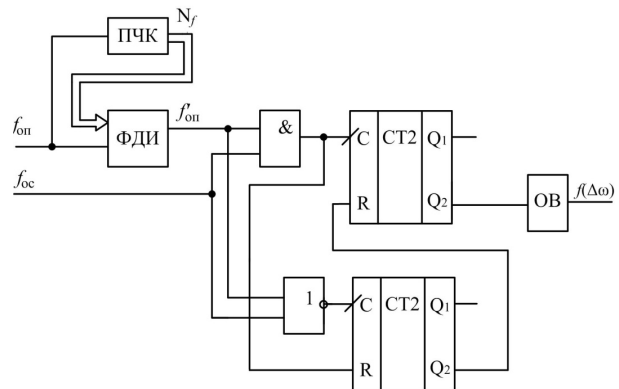 ПЧК
N_f
f_оп
ФДИ
f'_оп
&
C
CT2
Q₁
R
Q₂
ОВ
f(Δω)
f_ос
1
C
CT2
Q₁
R
Q₂